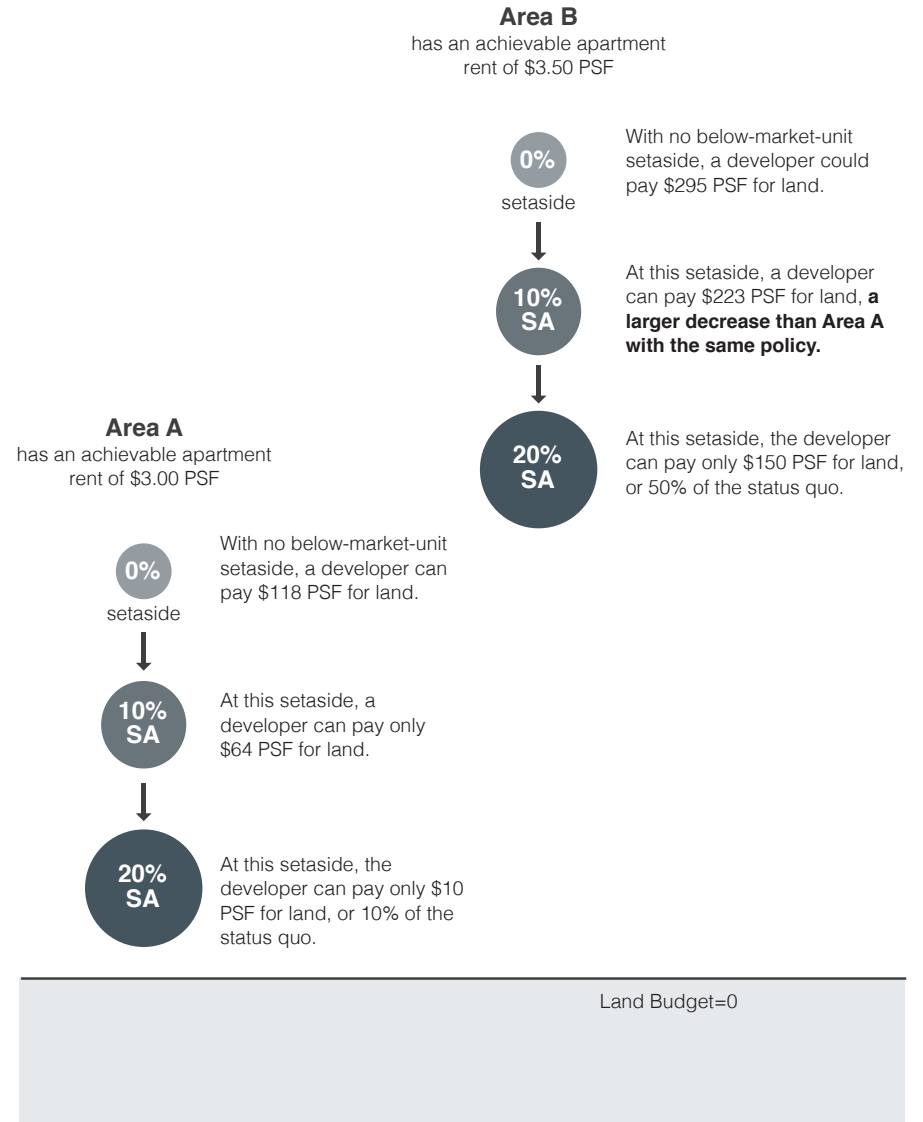 Area B
has an achievable apartment
rent of $3.50 PSF
0%
setaside
With no below-market-unit
setaside, a developer could
pay $295 PSF for land.
10%
SA
At this setaside, a developer
can pay $223 PSF for land, a
larger decrease than Area A
with the same policy.
20%
SA
At this setaside, the developer
can pay only $150 PSF for land,
or 50% of the status quo.
Area A
has an achievable apartment
rent of $3.00 PSF
0%
setaside
With no below-market-unit
setaside, a developer can
pay $118 PSF for land.
10%
SA
At this setaside, a
developer can pay only
$64 PSF for land.
20%
SA
At this setaside, the
developer can pay only $10
PSF for land, or 10% of the
status quo.
Land Budget=0